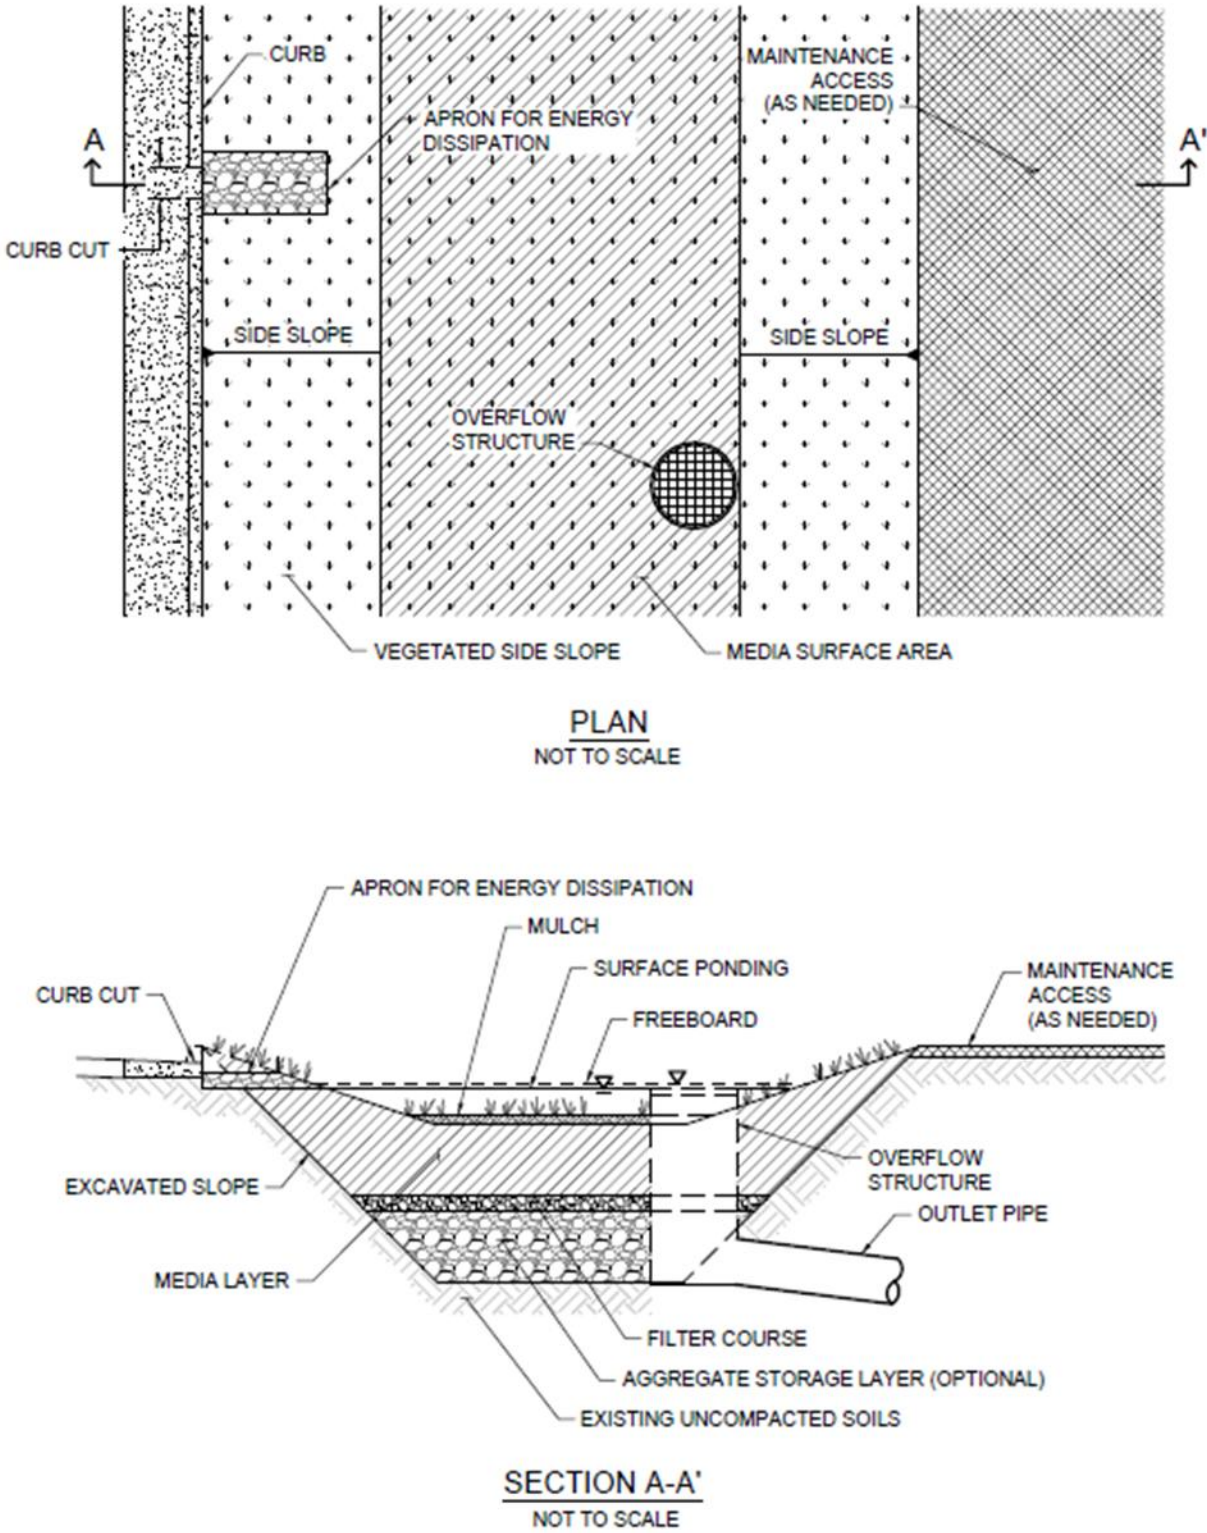 CURB
MAINTENANCE
ACCESS
(AS NEEDED)
APRON FOR ENERGY
DISSIPATION
A
A'
CURB CUT
SIDE SLOPE
SIDE SLOPE
OVERFLOW
STRUCTURE
VEGETATED SIDE SLOPE
MEDIA SURFACE AREA
PLAN
NOT TO SCALE
APRON FOR ENERGY DISSIPATION
MULCH
SURFACE PONDING
MAINTENANCE
ACCESS
(AS NEEDED)
CURB CUT
FREEBOARD
OVERFLOW
STRUCTURE
EXCAVATED SLOPE
OUTLET PIPE
MEDIA LAYER
FILTER COURSE
AGGREGATE STORAGE LAYER (OPTIONAL)
EXISTING UNCOMPACTED SOILS
SECTION A-A'
NOT TO SCALE